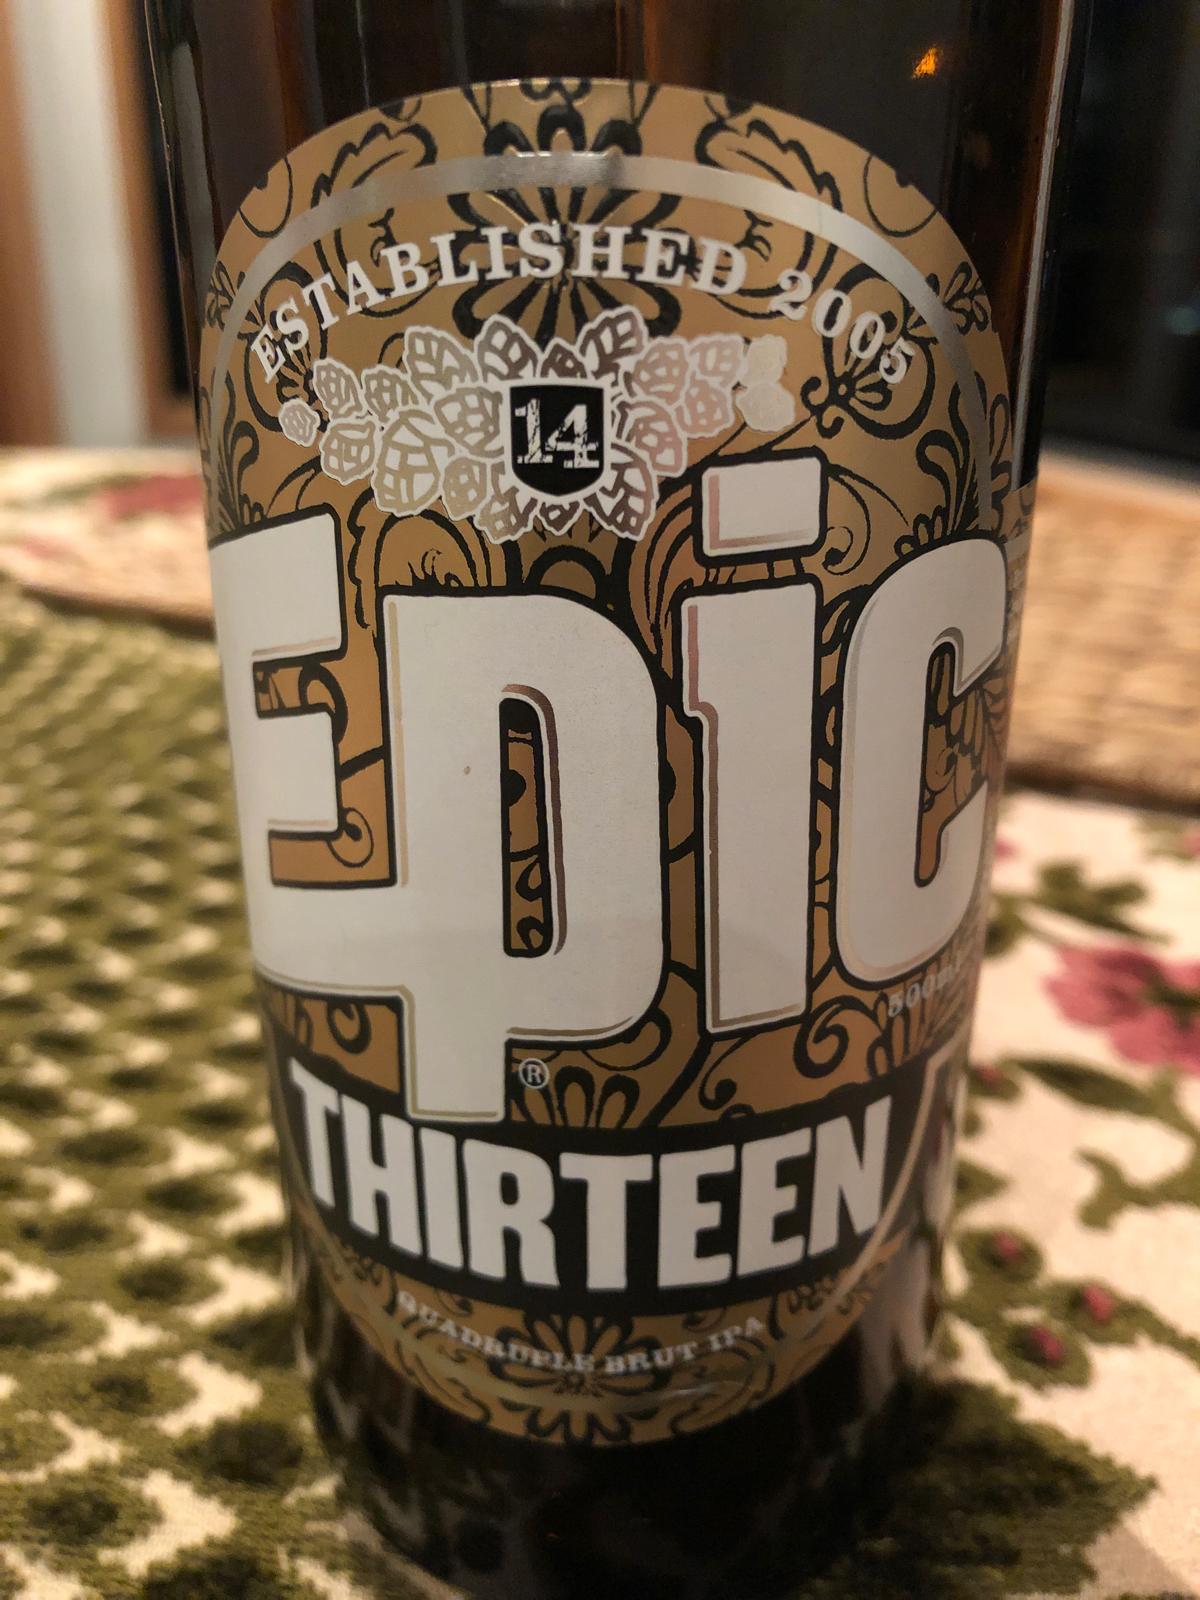 ESTABLISHED 2005
14
Epic
500ml
®
THIRTEEN
QUADRUPLE BRUT IPA